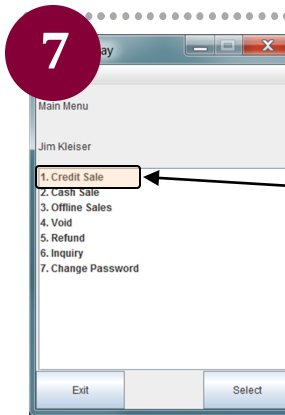 7
ay
Main Menu
Jim Kleiser
1. Credit Sale
2. Cash Sale
3. Offline Sales
4. Void
5. Refund
6. Inquiry
7. Change Password
Exit
Select